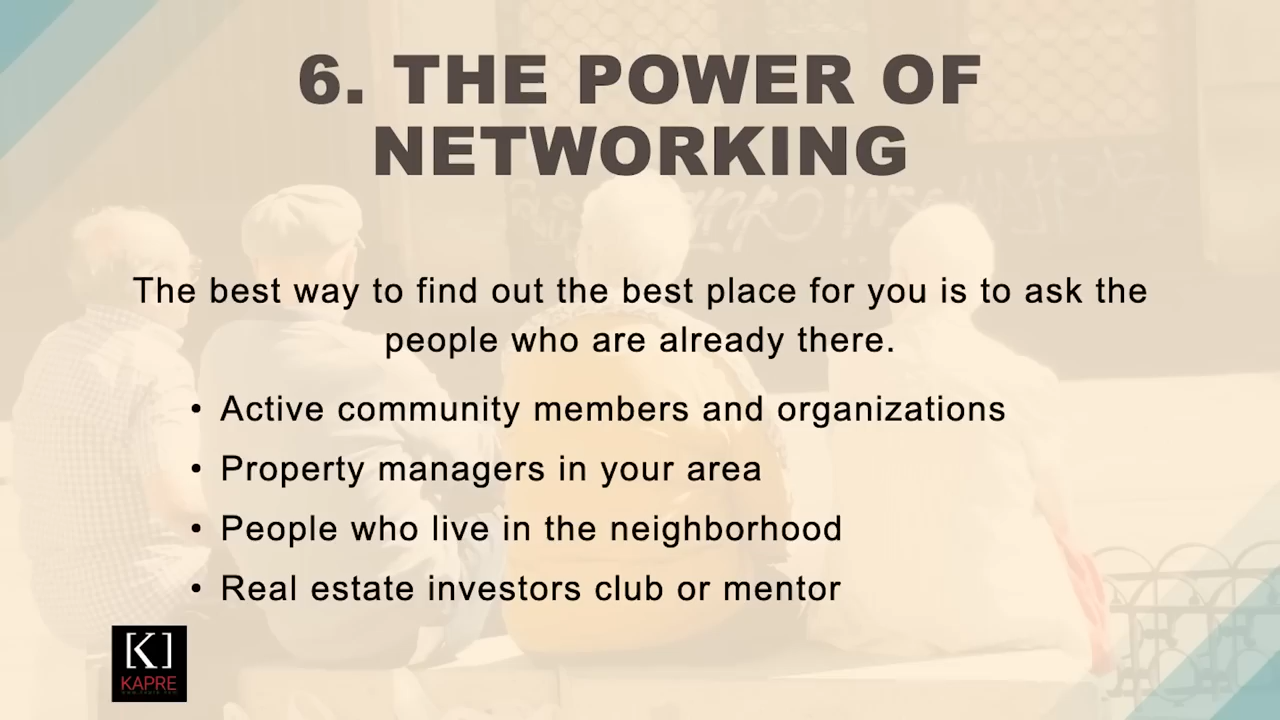 6. THE POWER OF
NETWORKING
The best way to find out the best place for you is to ask the
people who are already there.
• Active community members and organizations
• Property managers in your area
• People who live in the neighborhood
• Real estate investors club or mentor
[K]
KAPRE